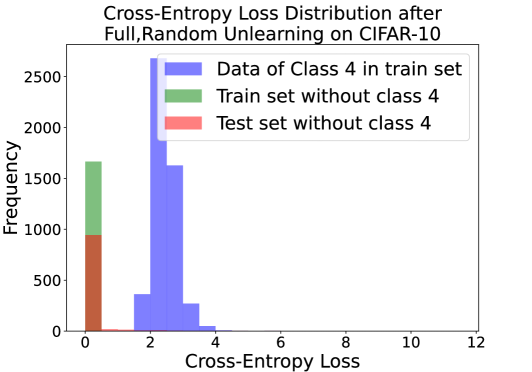 Cross-Entropy Loss Distribution after
Full,Random Unlearning on CIFAR-10
Data of Class 4 in train set
Train set without class 4
Test set without class 4
Frequency
2500
2000
1500
1000
500
0
0 2 4 6 8 10 12
Cross-Entropy Loss